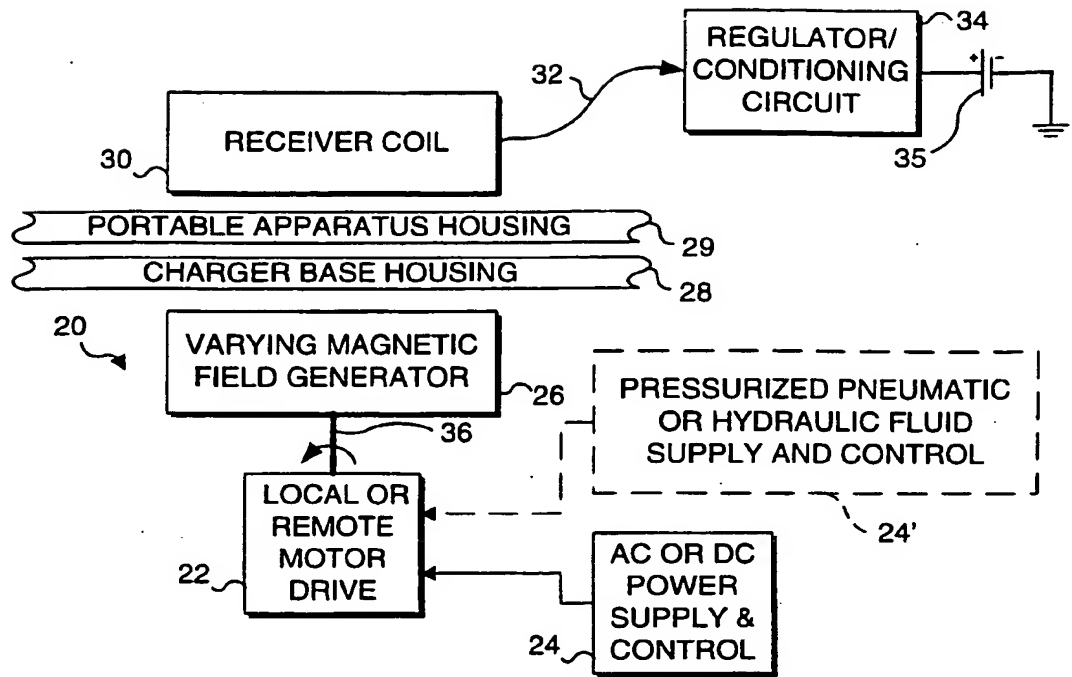 34
REGULATOR/
CONDITIONING
CIRCUIT
+
-
35
32
RECEIVER COIL
30
PORTABLE APPARATUS HOUSING
29
CHARGER BASE HOUSING
28
20
VARYING MAGNETIC
FIELD GENERATOR
26
36
PRESSURIZED PNEUMATIC
OR HYDRAULIC FLUID
SUPPLY AND CONTROL
24'
LOCAL OR
REMOTE
MOTOR
DRIVE
22
AC OR DC
POWER
SUPPLY &
CONTROL
24